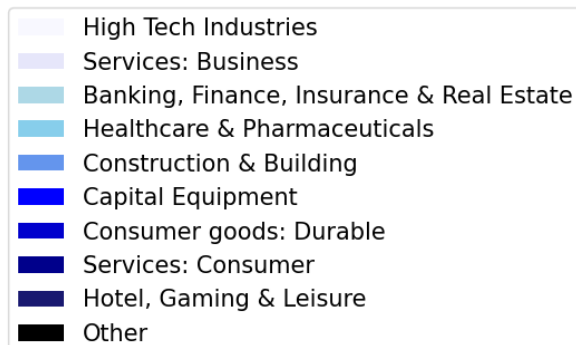 High Tech Industries
Services: Business
Banking, Finance, Insurance & Real Estate
Healthcare & Pharmaceuticals
Construction & Building
Capital Equipment
Consumer goods: Durable
Services: Consumer
Hotel, Gaming & Leisure
Other